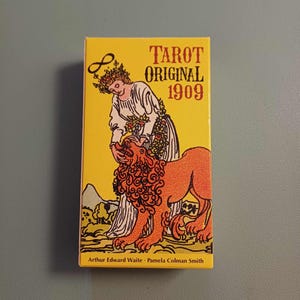 TAROT
ORIGINAL
1909
Arthur Edward Waite · Pamela Colman Smith